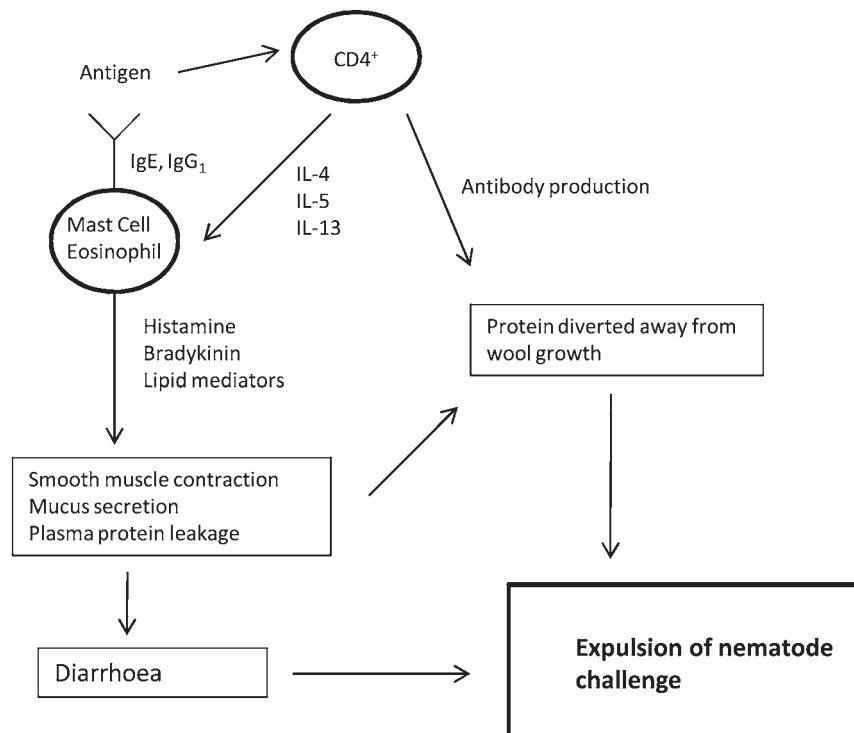 CD4⁺
Antigen
IgE, IgG₁
IL-4
IL-5
IL-13
Antibody production
Mast Cell
Eosinophil
Histamine
Bradykinin
Lipid mediators
Protein diverted away from
wool growth
Smooth muscle contraction
Mucus secretion
Plasma protein leakage
Diarrhoea
Expulsion of nematode
challenge